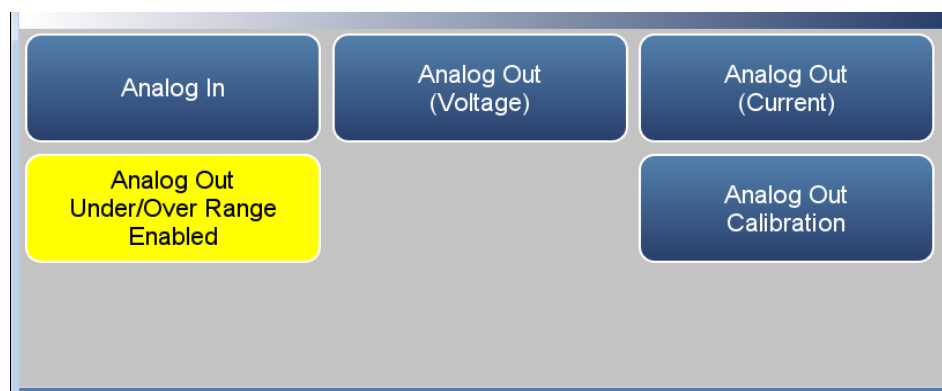 Analog In
Analog Out
(Voltage)
Analog Out
(Current)
Analog Out
Under/Over Range
Enabled
Analog Out
Calibration